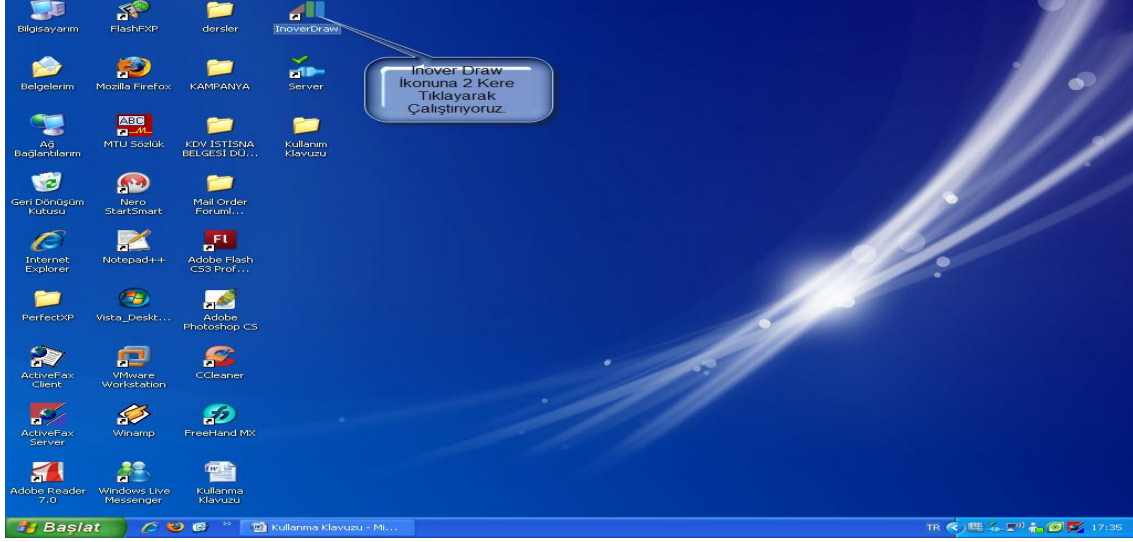 Bilgisayarım
FlashFXP
dersler
InoverDraw
Inover Draw
İkonuna 2 Kere
Tıklayarak
Çalıştırıyoruz.
Belgelerim
Mozilla Firefox
KAMPANYA
Server
Ağ
Bağlantılarım
ABC
MTU Sözlük
KDV İSTİSNA
BELGESİ DÜ...
Kullanım
Klavuzu
Geri Dönüşüm
Kutusu
Nero
StartSmart
Mail Order
Foruml...
Internet
Explorer
Notepad++
Fl
Adobe Flash
CS3 Prof...
PerfectXP
Vista_Deskt...
Adobe
Photoshop CS
ActiveFax
Client
VMware
Workstation
CCleaner
ActiveFax
Server
Winamp
FreeHand MX
Adobe Reader
7.0
Windows Live
Messenger
Kullanma
Klavuzu
Başlat
Kullanma Klavuzu - Mi...
TR
17:35